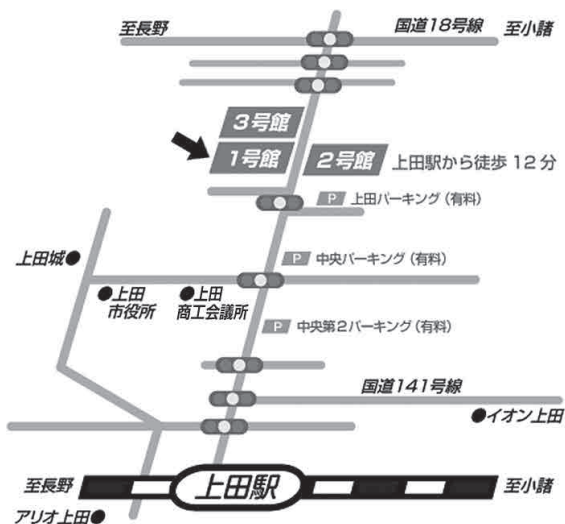 至長野
国道18号線
至小諸
3号館
1号館
2号館
上田駅から徒歩 12分
P 上田パーキング(有料)
上田城
P 中央パーキング(有料)
上田
市役所
上田
商工会議所
P 中央第2パーキング(有料)
国道141号線
イオン上田
至長野
上田駅
至小諸
アリオ上田